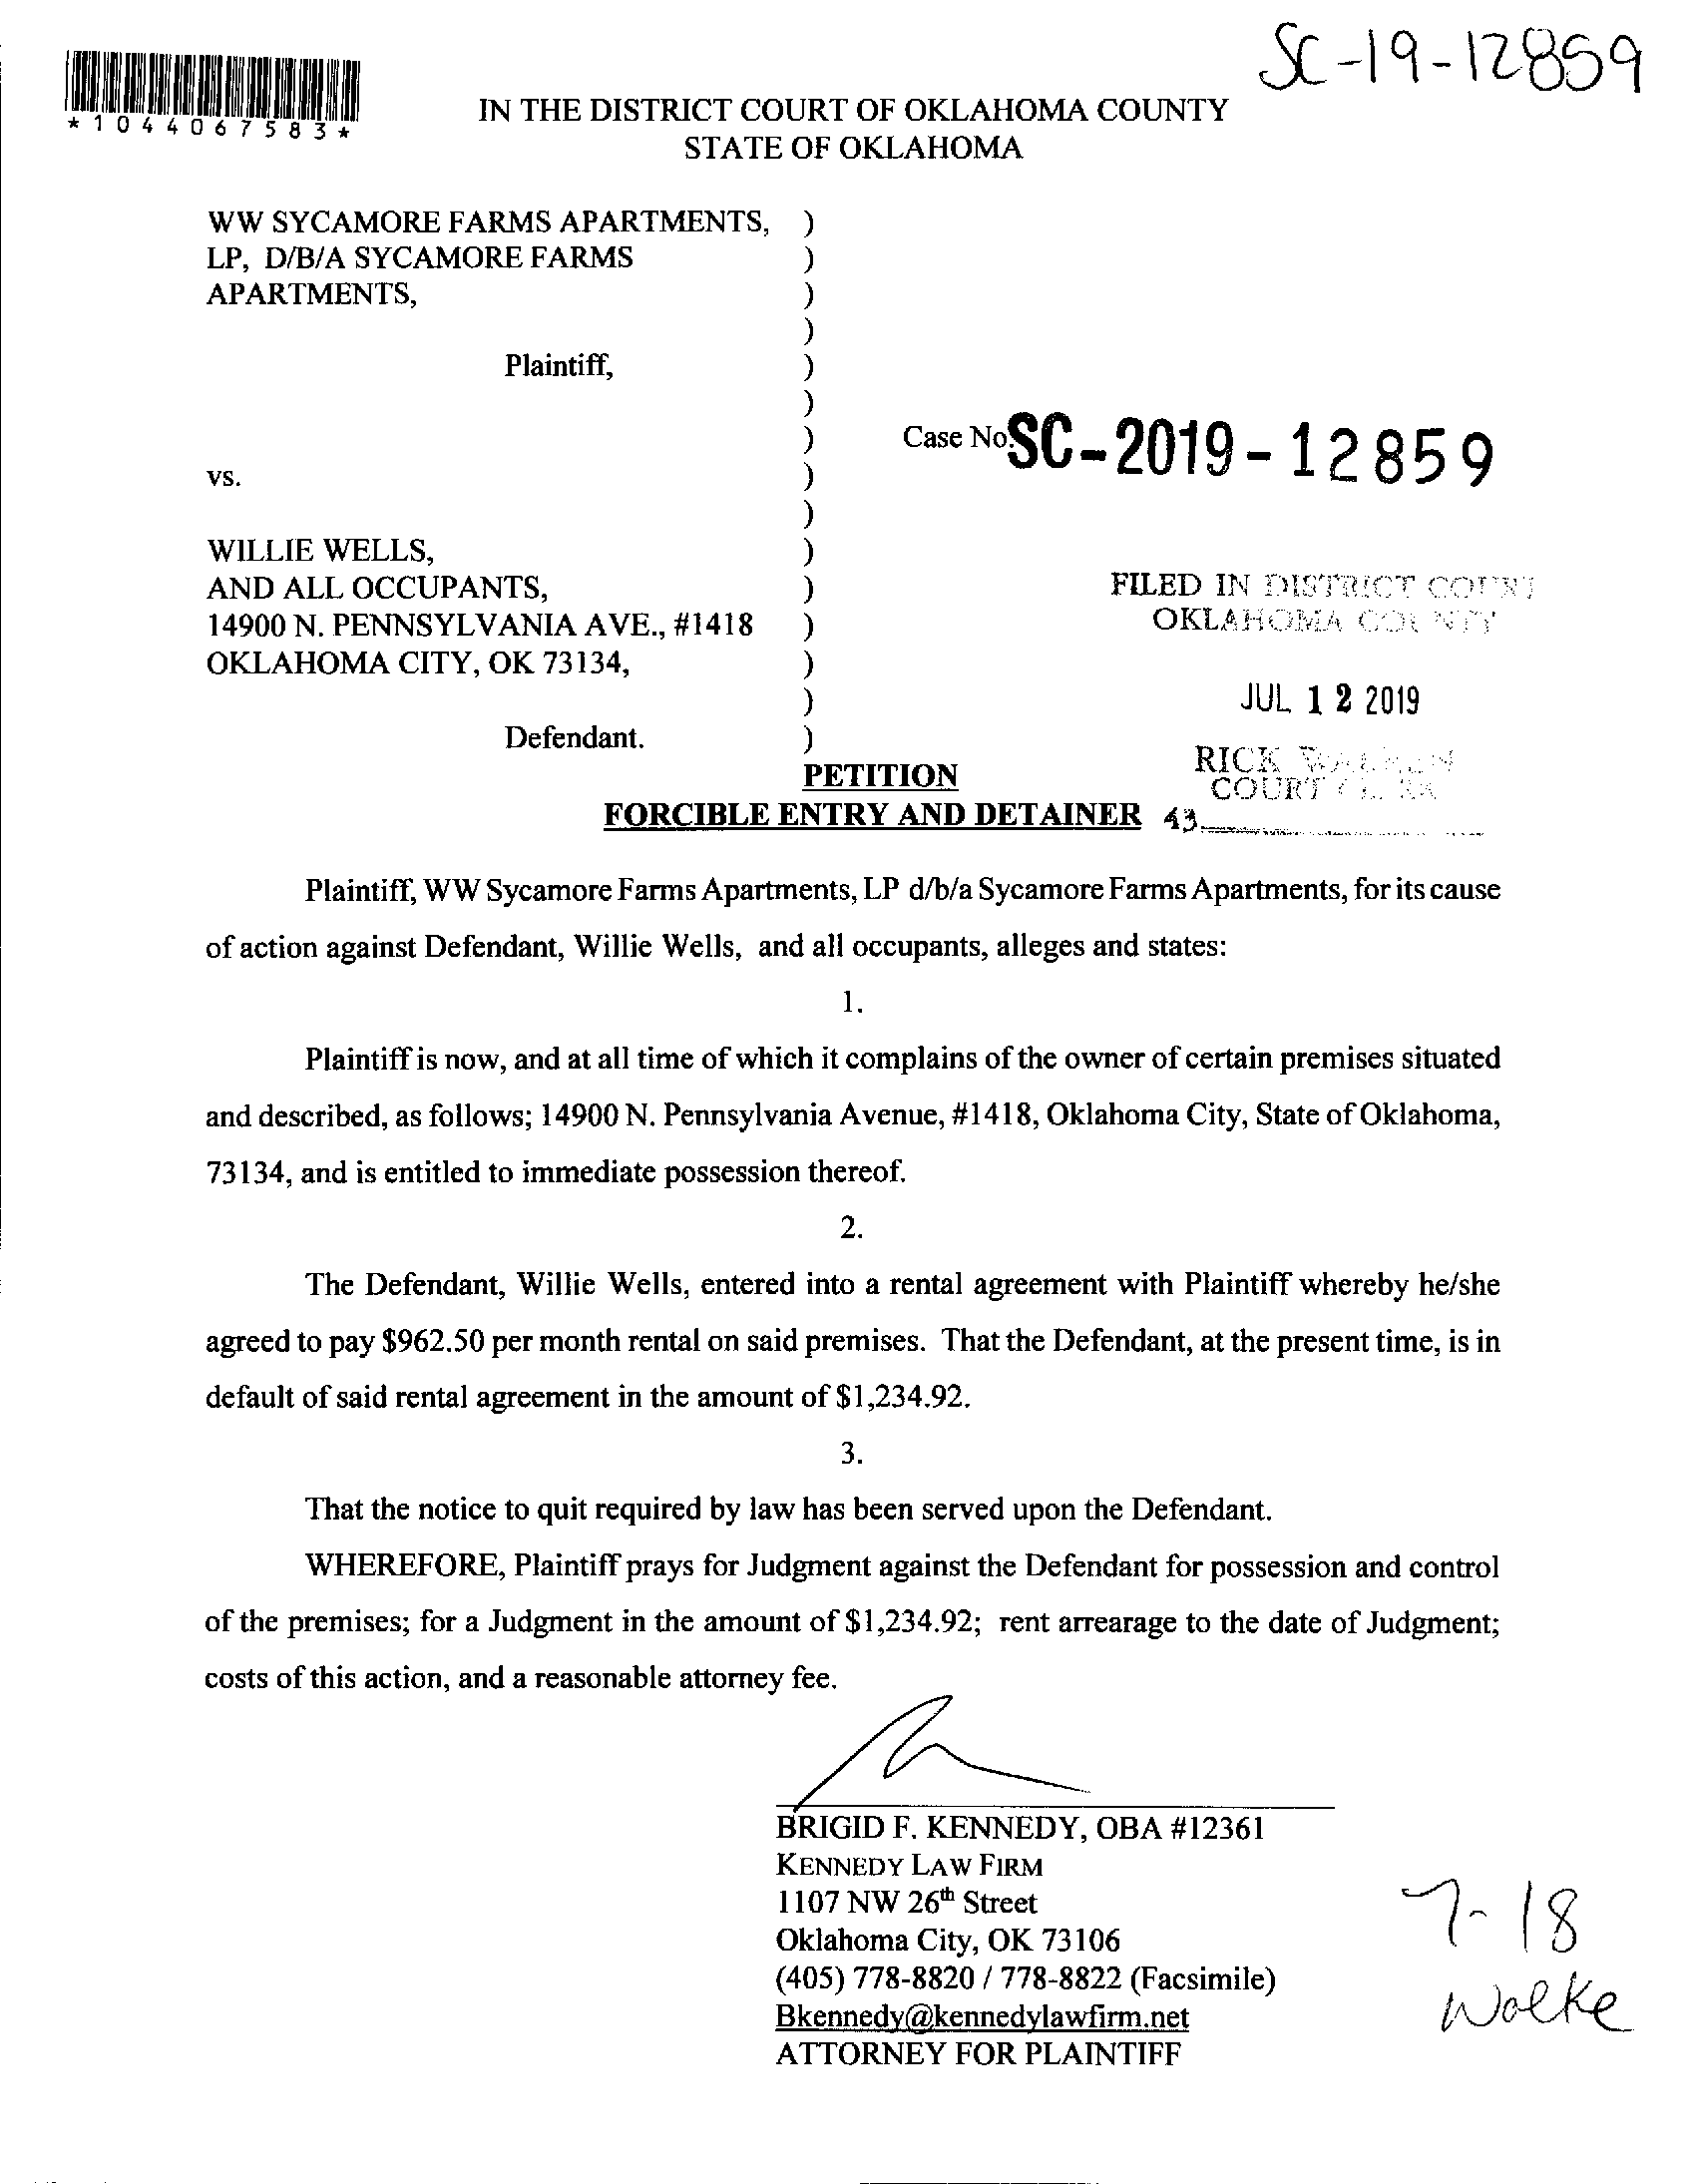 SC-19-12859
*1044067583*
IN THE DISTRICT COURT OF OKLAHOMA COUNTY
STATE OF OKLAHOMA
WW SYCAMORE FARMS APARTMENTS, )
LP, D/B/A SYCAMORE FARMS )
APARTMENTS, )
)
Plaintiff, )
)
) Case No. SC-2019-12859
vs. )
)
WILLIE WELLS, )
AND ALL OCCUPANTS, )
14900 N. PENNSYLVANIA AVE., #1418 )
OKLAHOMA CITY, OK 73134, )
)
Defendant. )
FILED IN DISTRICT COURT
OKLAHOMA COUNTY
JUL 12 2019
RICK WARREN
COURT CLERK
43
PETITION
FORCIBLE ENTRY AND DETAINER
Plaintiff, WW Sycamore Farms Apartments, LP d/b/a Sycamore Farms Apartments, for its cause
of action against Defendant, Willie Wells, and all occupants, alleges and states:
1.
Plaintiff is now, and at all time of which it complains of the owner of certain premises situated
and described, as follows; 14900 N. Pennsylvania Avenue, #1418, Oklahoma City, State of Oklahoma,
73134, and is entitled to immediate possession thereof.
2.
The Defendant, Willie Wells, entered into a rental agreement with Plaintiff whereby he/she
agreed to pay $962.50 per month rental on said premises. That the Defendant, at the present time, is in
default of said rental agreement in the amount of $1,234.92.
3.
That the notice to quit required by law has been served upon the Defendant.
WHEREFORE, Plaintiff prays for Judgment against the Defendant for possession and control
of the premises; for a Judgment in the amount of $1,234.92; rent arrearage to the date of Judgment;
costs of this action, and a reasonable attorney fee.
BRIGID F. KENNEDY, OBA #12361
KENNEDY LAW FIRM
1107 NW 26th Street
Oklahoma City, OK 73106
(405) 778-8820 / 778-8822 (Facsimile)
Bkennedy@kennedylawfirm.net
ATTORNEY FOR PLAINTIFF
7-18
Wolke